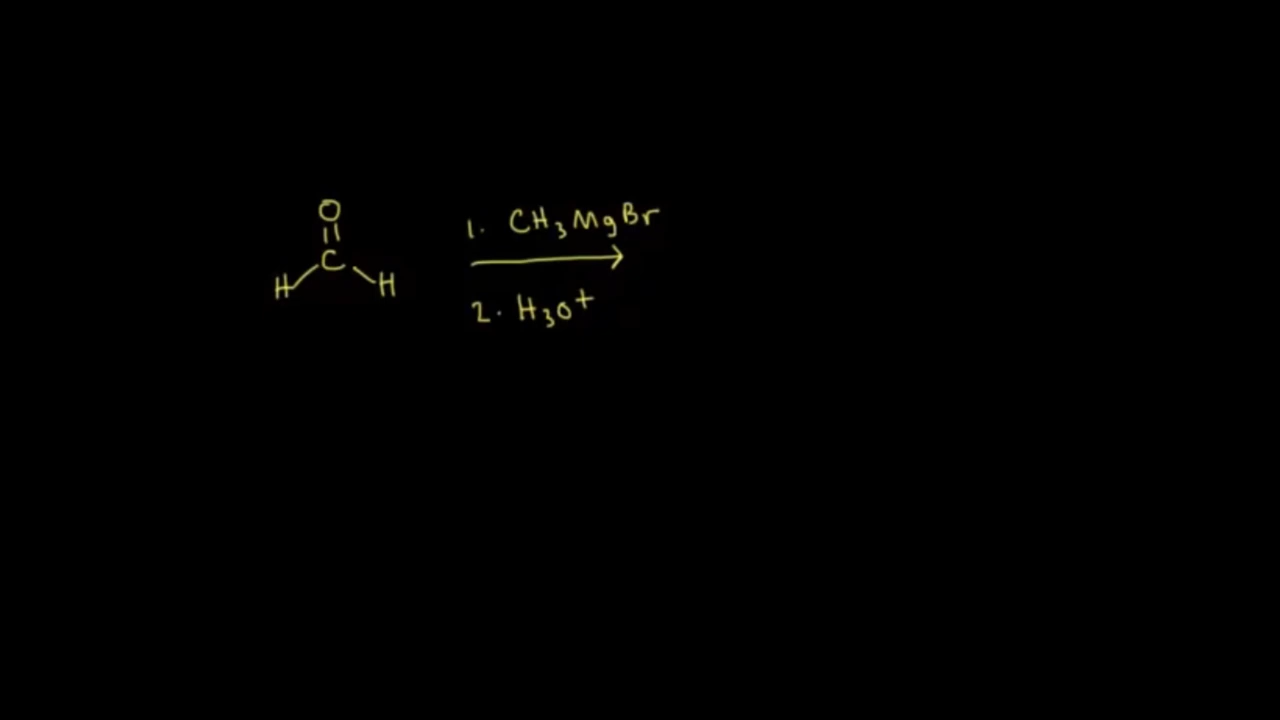 O
||
C
H H
1. CH₃MgBr
2. H₃O⁺